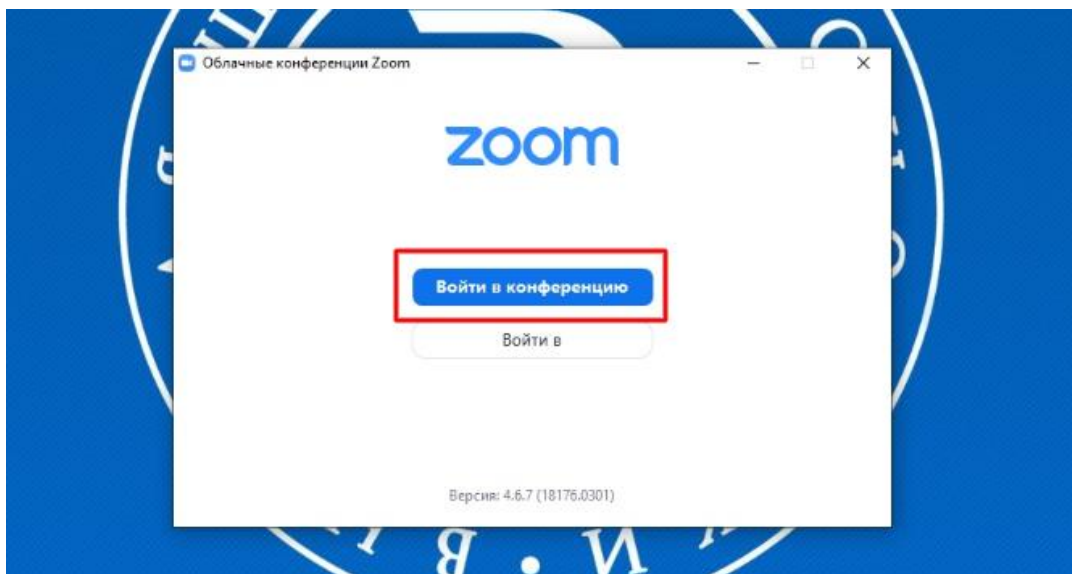 Облачные конференции Zoom
zoom
Войти в конференцию
Войти в
Версия: 4.6.7 (18176.0301)